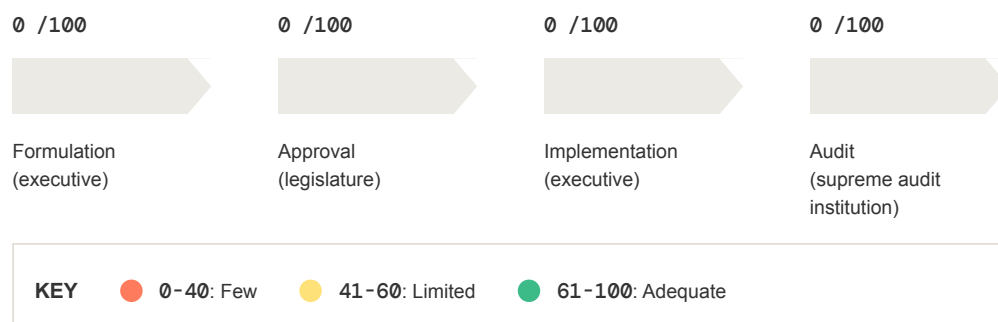 0 /100 0 /100 0 /100 0 /100
Formulation
(executive)
Approval
(legislature)
Implementation
(executive)
Audit
(supreme audit
institution)
KEY 0-40: Few 41-60: Limited 61-100: Adequate